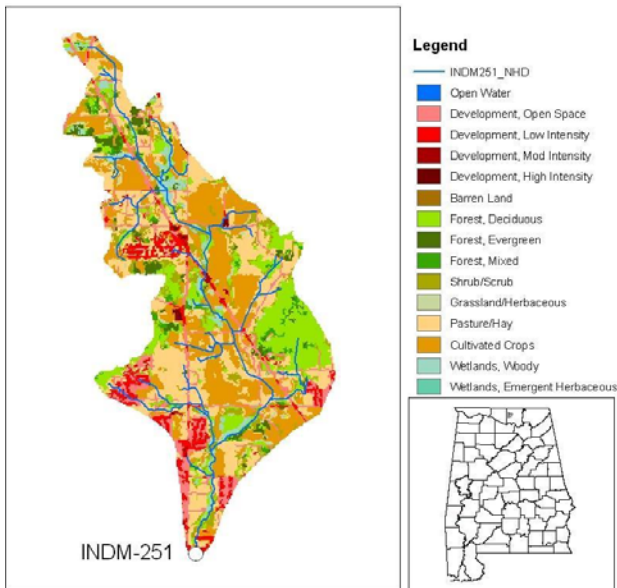 Legend
INDM251_NHD
Open Water
Development, Open Space
Development, Low Intensity
Development, Mod Intensity
Development, High Intensity
Barren Land
Forest, Deciduous
Forest, Evergreen
Forest, Mixed
Shrub/Scrub
Grassland/Herbaceous
Pasture/Hay
Cultivated Crops
Wetlands, Woody
Wetlands, Emergent Herbaceous
INDM-251